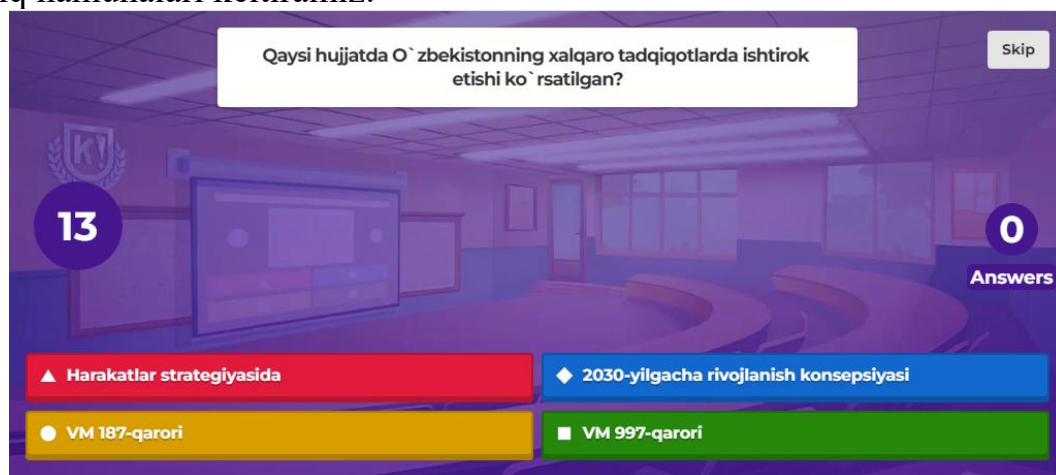 Qaysi hujjatda O`zbekistonning xalqaro tadqiqotlarda ishtirok
etishi ko`rsatilgan?
Skip
K!
13
0
Answers
Harakatlar strategiyasida
2030-yilgacha rivojlanish konsepsiyasi
VM 187-qarori
VM 997-qarori